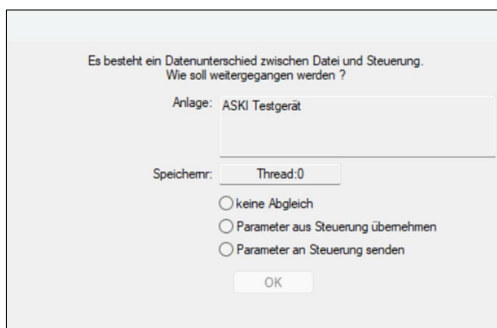 Es besteht ein Datenunterschied zwischen Datei und Steuerung.
Wie soll weitergegangen werden ?
Anlage: ASKI Testgerät
Speichernr: Thread:0
keine Abgleich
Parameter aus Steuerung übernehmen
Parameter an Steuerung senden
OK